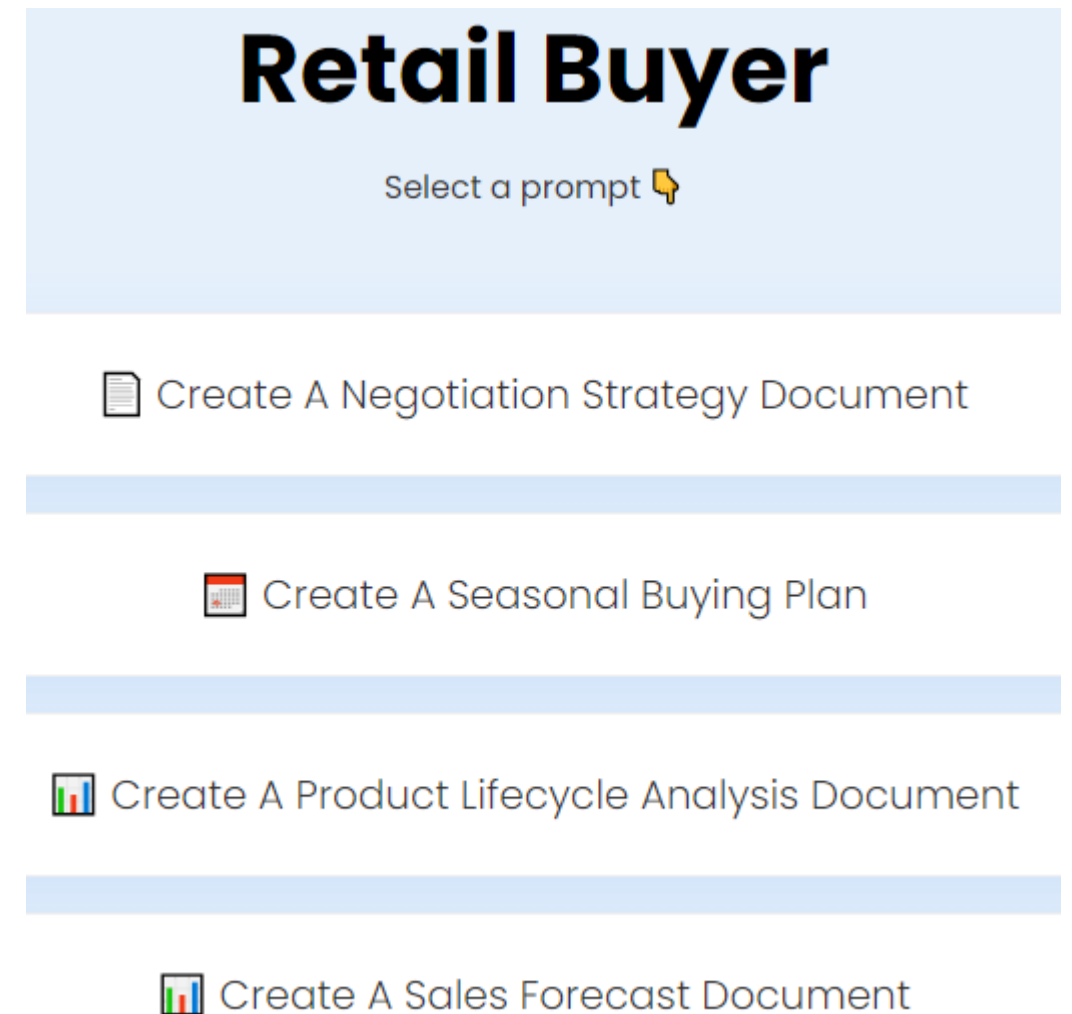 Retail Buyer
Select a prompt 👇
📄 Create A Negotiation Strategy Document
📅 Create A Seasonal Buying Plan
📊 Create A Product Lifecycle Analysis Document
📊 Create A Sales Forecast Document